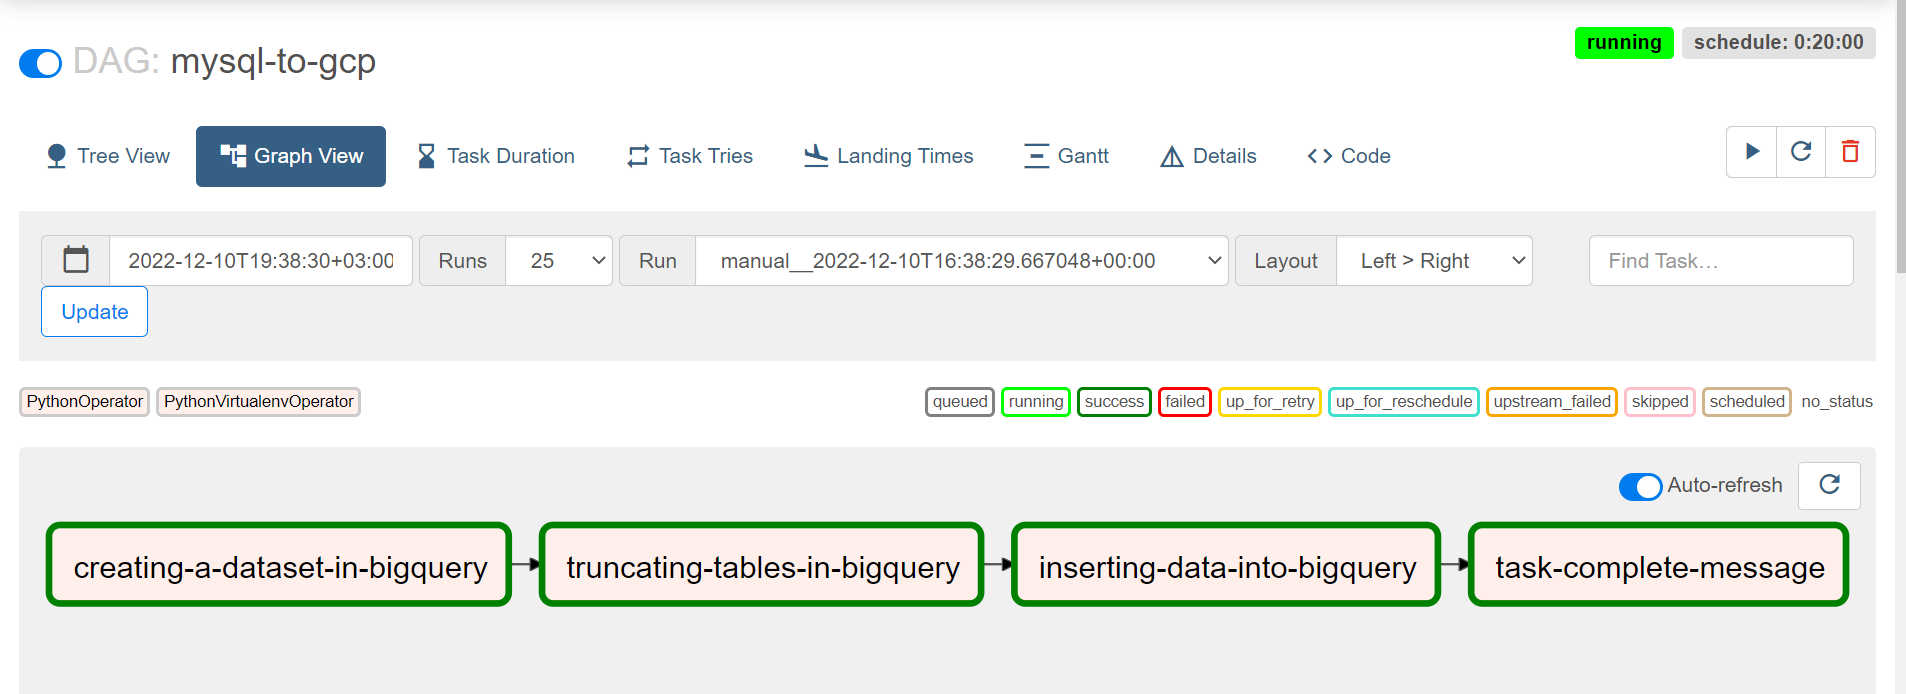 running schedule: 0:20:00
DAG: mysql-to-gcp
Tree View Graph View Task Duration Task Tries Landing Times Gantt Details Code
2022-12-10T19:38:30+03:00 Runs 25 Run manual__2022-12-10T16:38:29.667048+00:00 Layout Left > Right Find Task...
Update
PythonOperator PythonVirtualenvOperator queued running success failed up_for_retry up_for_reschedule upstream_failed skipped scheduled no_status
Auto-refresh
creating-a-dataset-in-bigquery truncating-tables-in-bigquery inserting-data-into-bigquery task-complete-message